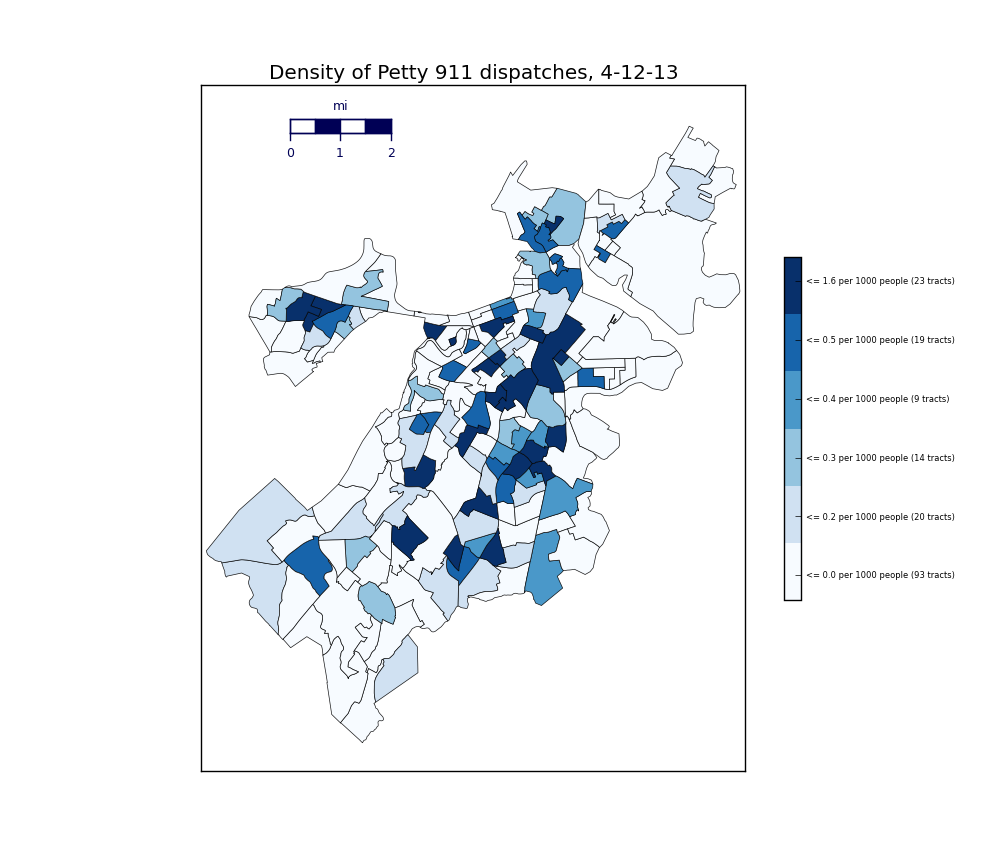 Density of Petty 911 dispatches, 4-12-13
mi
0 1 2
<= 1.6 per 1000 people (23 tracts)
<= 0.5 per 1000 people (19 tracts)
<= 0.4 per 1000 people (9 tracts)
<= 0.3 per 1000 people (14 tracts)
<= 0.2 per 1000 people (20 tracts)
<= 0.0 per 1000 people (93 tracts)